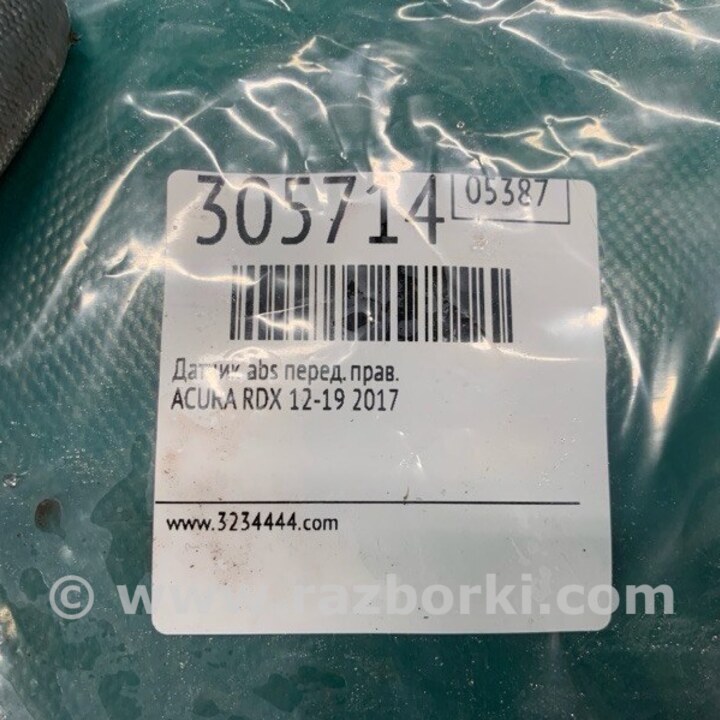 305714 05387
Датчик abs перед. прав.
ACURA RDX 12-19 2017
www.3234444.com
© www.razborki.com